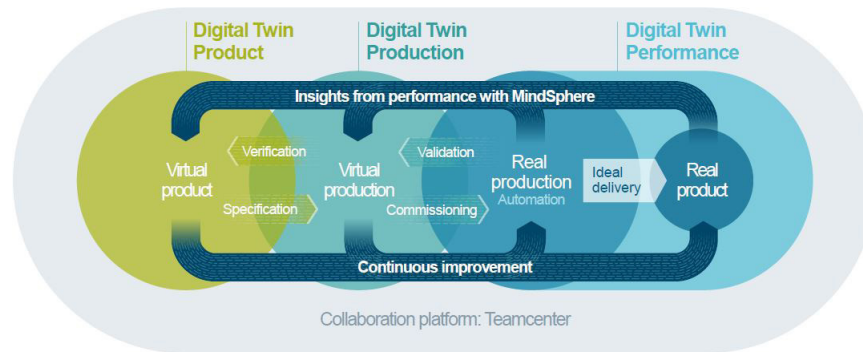 Digital Twin
Product
Digital Twin
Production
Digital Twin
Performance
Insights from performance with MindSphere
Verification
Validation
Virtual
product
Virtual
production
Real
production
Automation
Ideal
delivery
Real
product
Specification
Commissioning
Continuous improvement
Collaboration platform: Teamcenter